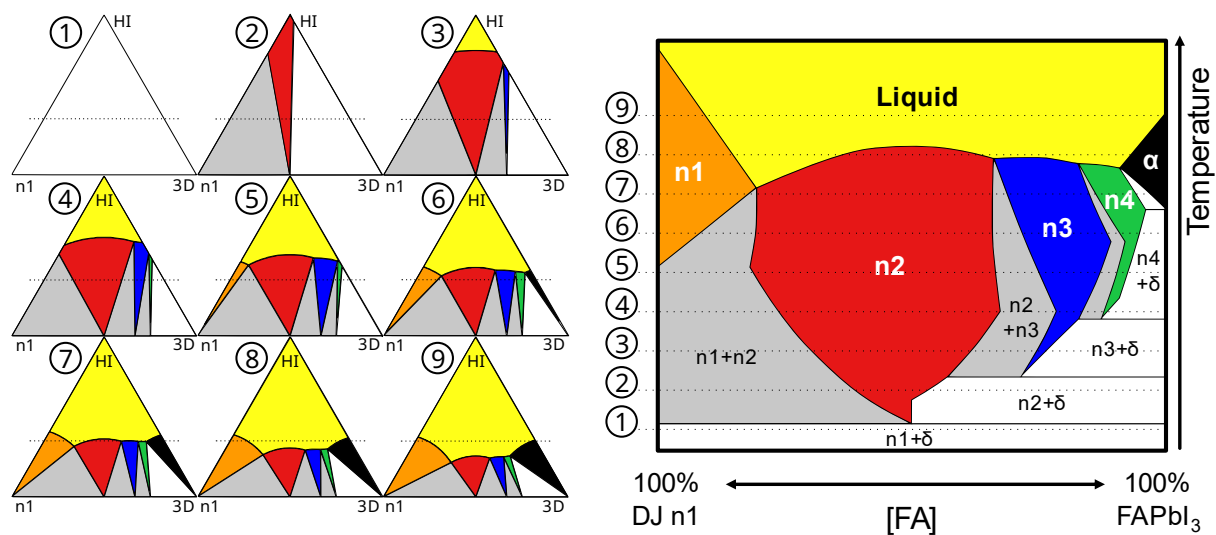 ① HI
n1 3D
② HI
n1 3D
③ HI
n1 3D
④ HI
n1 3D
⑤ HI
n1 3D
⑥ HI
n1 3D
⑦ HI
n1 3D
⑧ HI
n1 3D
⑨ HI
n1 3D
⑨
⑧
⑦
⑥
⑤
④
③
②
①
Liquid
n1
α
n4
n3
n2
n4
+δ
n2
+n3
n1+n2
n3+δ
n2+δ
n1+δ
Temperature
100%
DJ n1
[FA]
100%
FAPbI₃